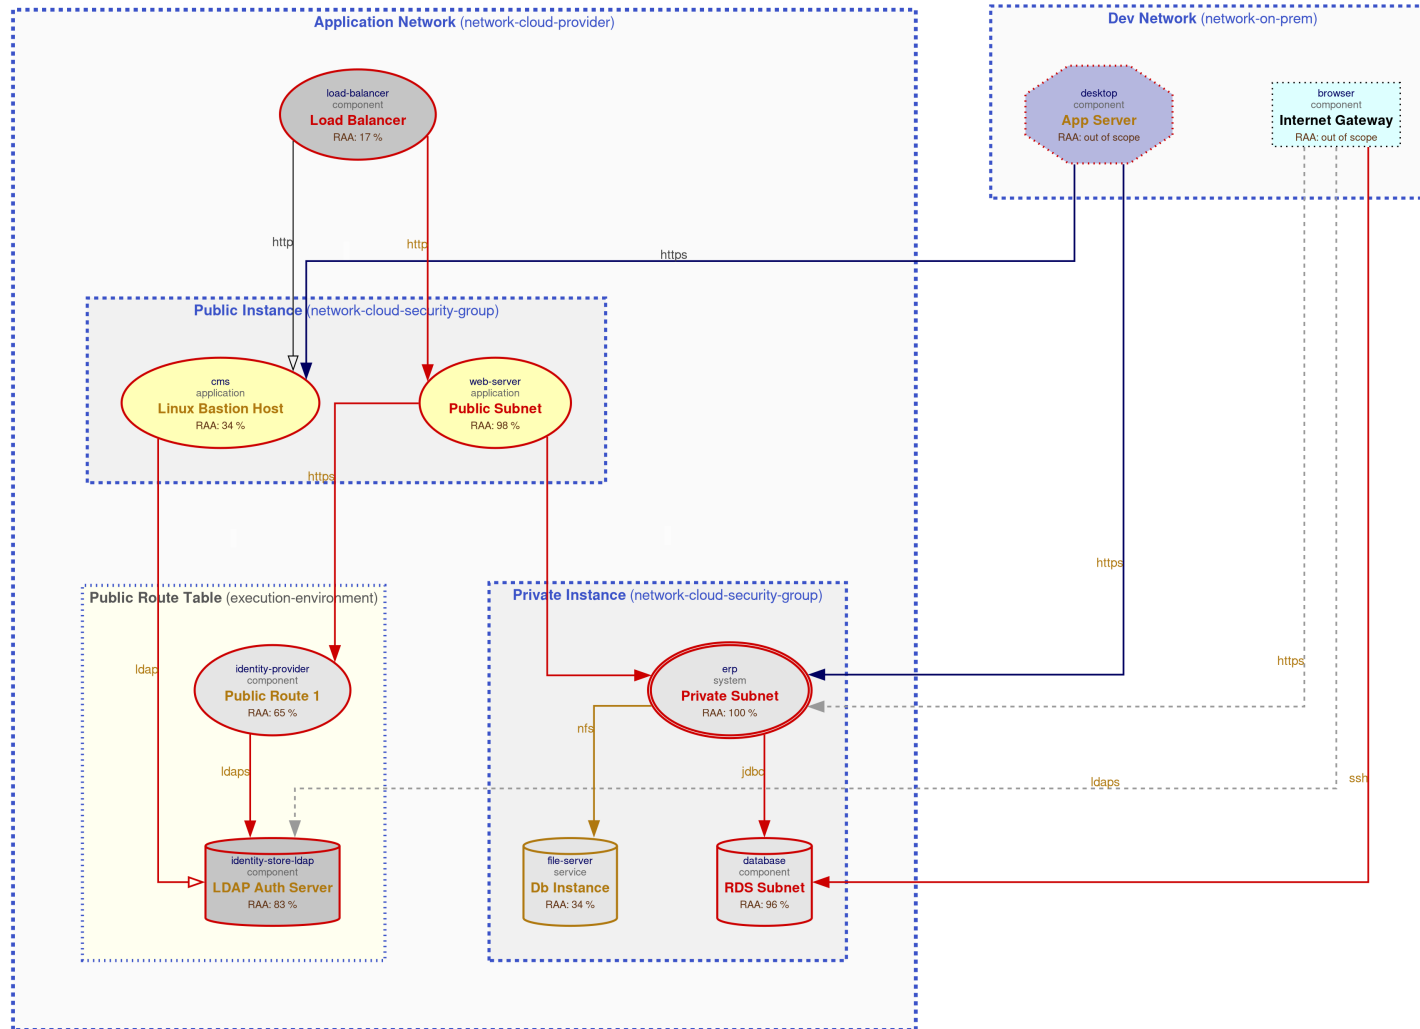 Application Network (network-cloud-provider)
Dev Network (network-on-prem)
load-balancer
component
Load Balancer
RAA: 17 %
desktop
component
App Server
RAA: out of scope
browser
component
Internet Gateway
RAA: out of scope
http
http
https
Public Instance (network-cloud-security-group)
cms
application
Linux Bastion Host
RAA: 34 %
web-server
application
Public Subnet
RAA: 98 %
https
https
Public Route Table (execution-environment)
Private Instance (network-cloud-security-group)
ldap
identity-provider
component
Public Route 1
RAA: 65 %
erp
system
Private Subnet
RAA: 100 %
https
nfs
ldaps
jdbc
ldaps
ssh
identity-store-ldap
component
LDAP Auth Server
RAA: 83 %
file-server
service
Db Instance
RAA: 34 %
database
component
RDS Subnet
RAA: 96 %